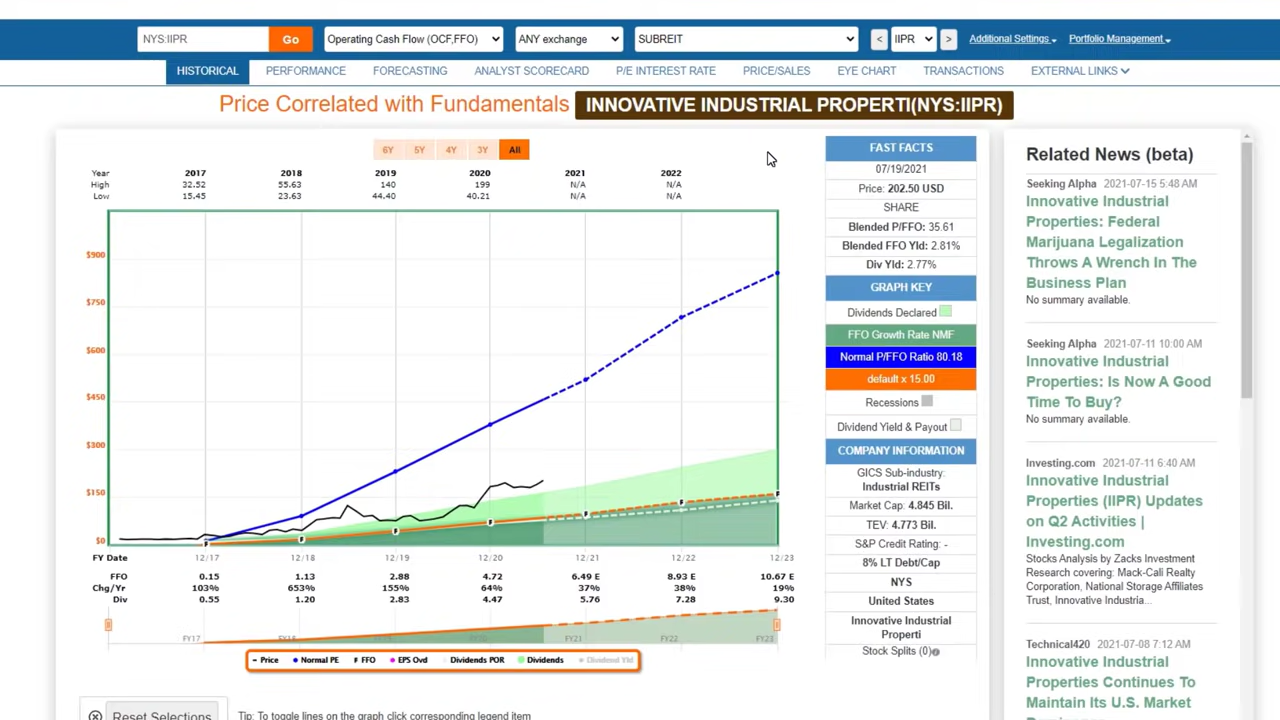 NYS:IIPR Go Operating Cash Flow (OCF,FFO) ANY exchange SUBREIT < IIPR > Additional Settings Portfolio Management
HISTORICAL PERFORMANCE FORECASTING ANALYST SCORECARD P/E INTEREST RATE PRICE/SALES EYE CHART TRANSACTIONS EXTERNAL LINKS
Price Correlated with Fundamentals INNOVATIVE INDUSTRIAL PROPERTI(NYS:IIPR)
6Y 5Y 4Y 3Y All
Year 2017 2018 2019 2020 2021 2022
High 32.52 55.63 140 199 N/A N/A
Low 15.45 23.63 44.40 40.21 N/A N/A
$900
$750
$600
$450
$300
$150
$0
FY Date 12/17 12/18 12/19 12/20 12/21 12/22 12/23
FFO 0.15 1.13 2.88 4.72 6.49 E 8.93 E 10.67 E
Chg/Yr 103% 653% 155% 64% 37% 38% 19%
Div 0.55 1.20 2.83 4.47 5.76 7.28 9.30
FY17 FY18 FY19 FY20 FY21 FY22 FY23
Price Normal PE F FFO EPS Ovd Dividends POR Dividends Dividend Yld
Reset Selections
Tip: To toggle lines on the graph click corresponding legend item
FAST FACTS
07/19/2021
Price: 202.50 USD
SHARE
Blended P/FFO: 35.61
Blended FFO Yld: 2.81%
Div Yld: 2.77%
GRAPH KEY
Dividends Declared
FFO Growth Rate NMF
Normal P/FFO Ratio 80.18
default x 15.00
Recessions
Dividend Yield & Payout
COMPANY INFORMATION
GICS Sub-industry:
Industrial REITs
Market Cap: 4.845 Bil.
TEV: 4.773 Bil.
S&P Credit Rating: -
8% LT Debt/Cap
NYS
United States
Innovative Industrial
Properti
Stock Splits (0)
Related News (beta)
Seeking Alpha 2021-07-15 5:48 AM
Innovative Industrial
Properties: Federal
Marijuana Legalization
Throws A Wrench In The
Business Plan
No summary available.
Seeking Alpha 2021-07-11 10:00 AM
Innovative Industrial
Properties: Is Now A Good
Time To Buy?
No summary available.
Investing.com 2021-07-11 6:40 AM
Innovative Industrial
Properties (IIPR) Updates
on Q2 Activities |
Investing.com
Stocks Analysis by Zacks Investment
Research covering: Mack-Cali Realty
Corporation, National Storage Affiliates
Trust, Innovative Industria...
Technical420 2021-07-08 7:12 AM
Innovative Industrial
Properties Continues To
Maintain Its U.S. Market